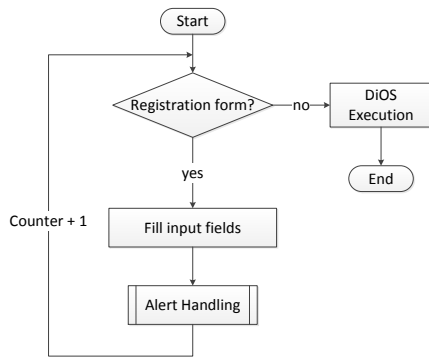 Start
Registration form?
no
DiOS
Execution
yes
End
Counter + 1
Fill input fields
Alert Handling